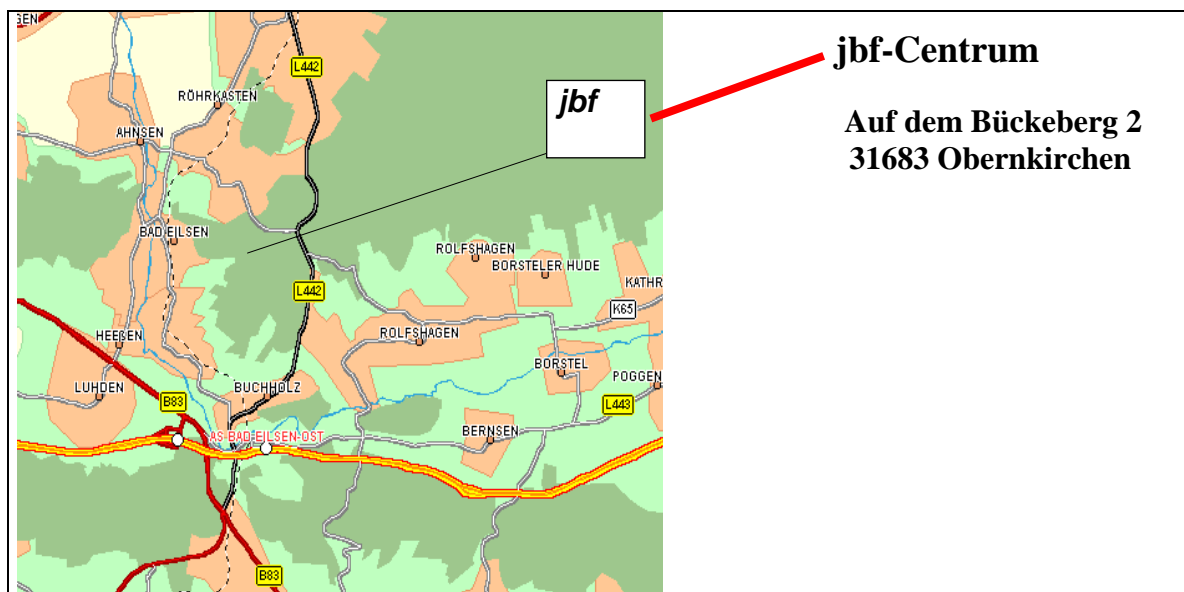 jbf-Centrum
Auf dem Bückeberg 2
31683 Obernkirchen
GEN
L442
jbf
RÖHRKASTEN
AHNSEN
BAD EILSEN
ROLFSHAGEN
BORSTELER HUDE
KATHR
L442
K65
HEEßEN
ROLFSHAGEN
BORSTEL
POGGEN
LUHDEN
BUCHHOLZ
B83
L443
AS-BAD-EILSEN-OST
BERNSEN
B83